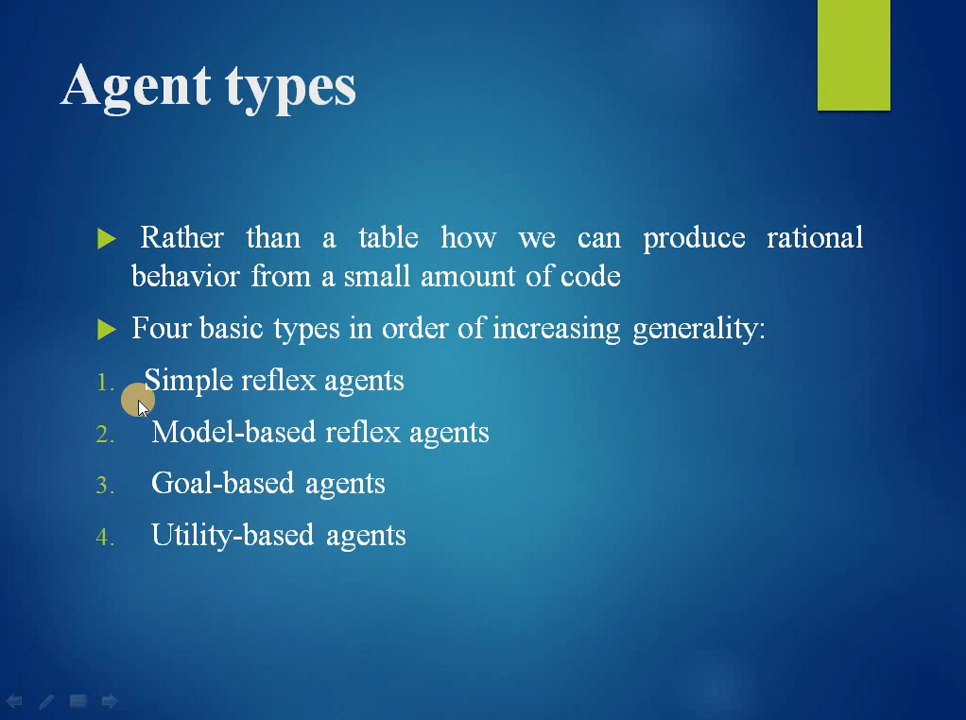 Agent types
Rather than a table how we can produce rational
behavior from a small amount of code
Four basic types in order of increasing generality:
1. Simple reflex agents
2. Model-based reflex agents
3. Goal-based agents
4. Utility-based agents